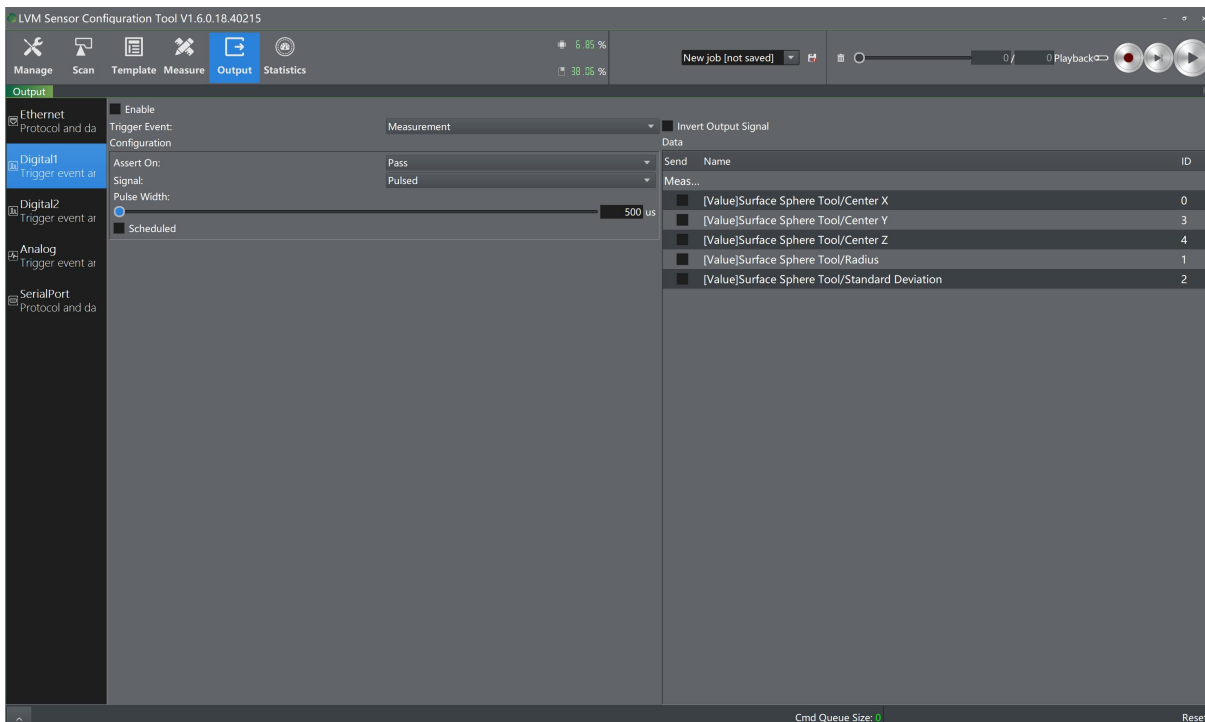 LVM Sensor Configuration Tool V1.6.0.18.40215
Manage Scan Template Measure Output Statistics
6.85 %
38.06 %
New job [not saved]
0 / 0 Playback
Output
Ethernet
Protocol and da
Digital1
Trigger event ar
Digital2
Trigger event ar
Analog
Trigger event ar
SerialPort
Protocol and da
Enable
Trigger Event: Measurement
Configuration
Assert On: Pass
Signal: Pulsed
Pulse Width:
500 us
Scheduled
Invert Output Signal
Data
Send Name ID
Meas...
[Value]Surface Sphere Tool/Center X 0
[Value]Surface Sphere Tool/Center Y 3
[Value]Surface Sphere Tool/Center Z 4
[Value]Surface Sphere Tool/Radius 1
[Value]Surface Sphere Tool/Standard Deviation 2
Cmd Queue Size: 0
Reset